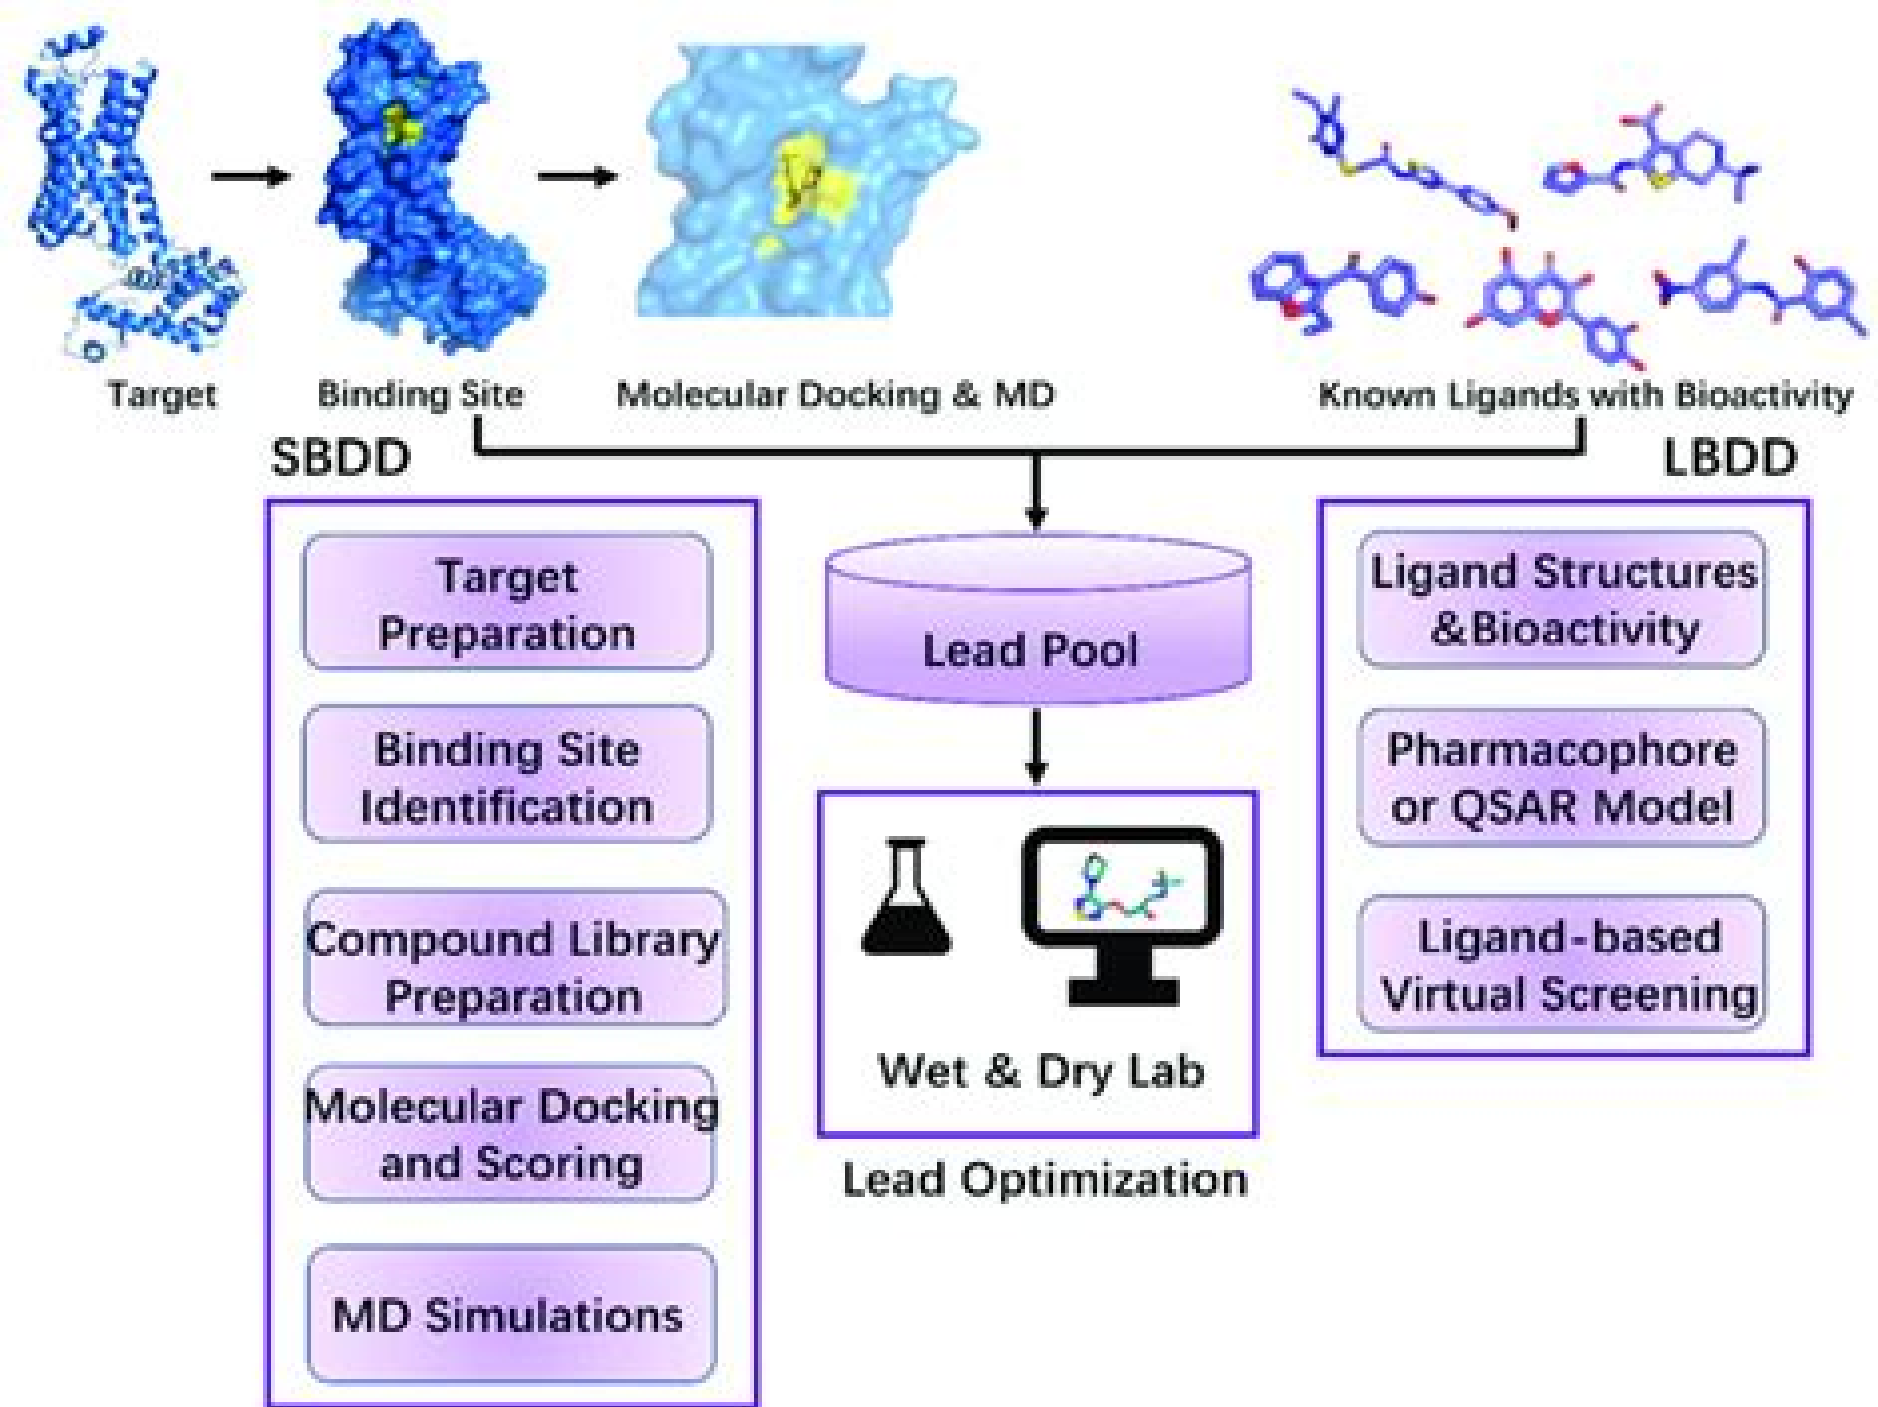 Target
Binding Site
Molecular Docking & MD
Known Ligands with Bioactivity
SBDD
LBDD
Target
Preparation
Binding Site
Identification
Compound Library
Preparation
Molecular Docking
and Scoring
MD Simulations
Lead Pool
Wet & Dry Lab
Lead Optimization
Ligand Structures
&Bioactivity
Pharmacophore
or QSAR Model
Ligand-based
Virtual Screening